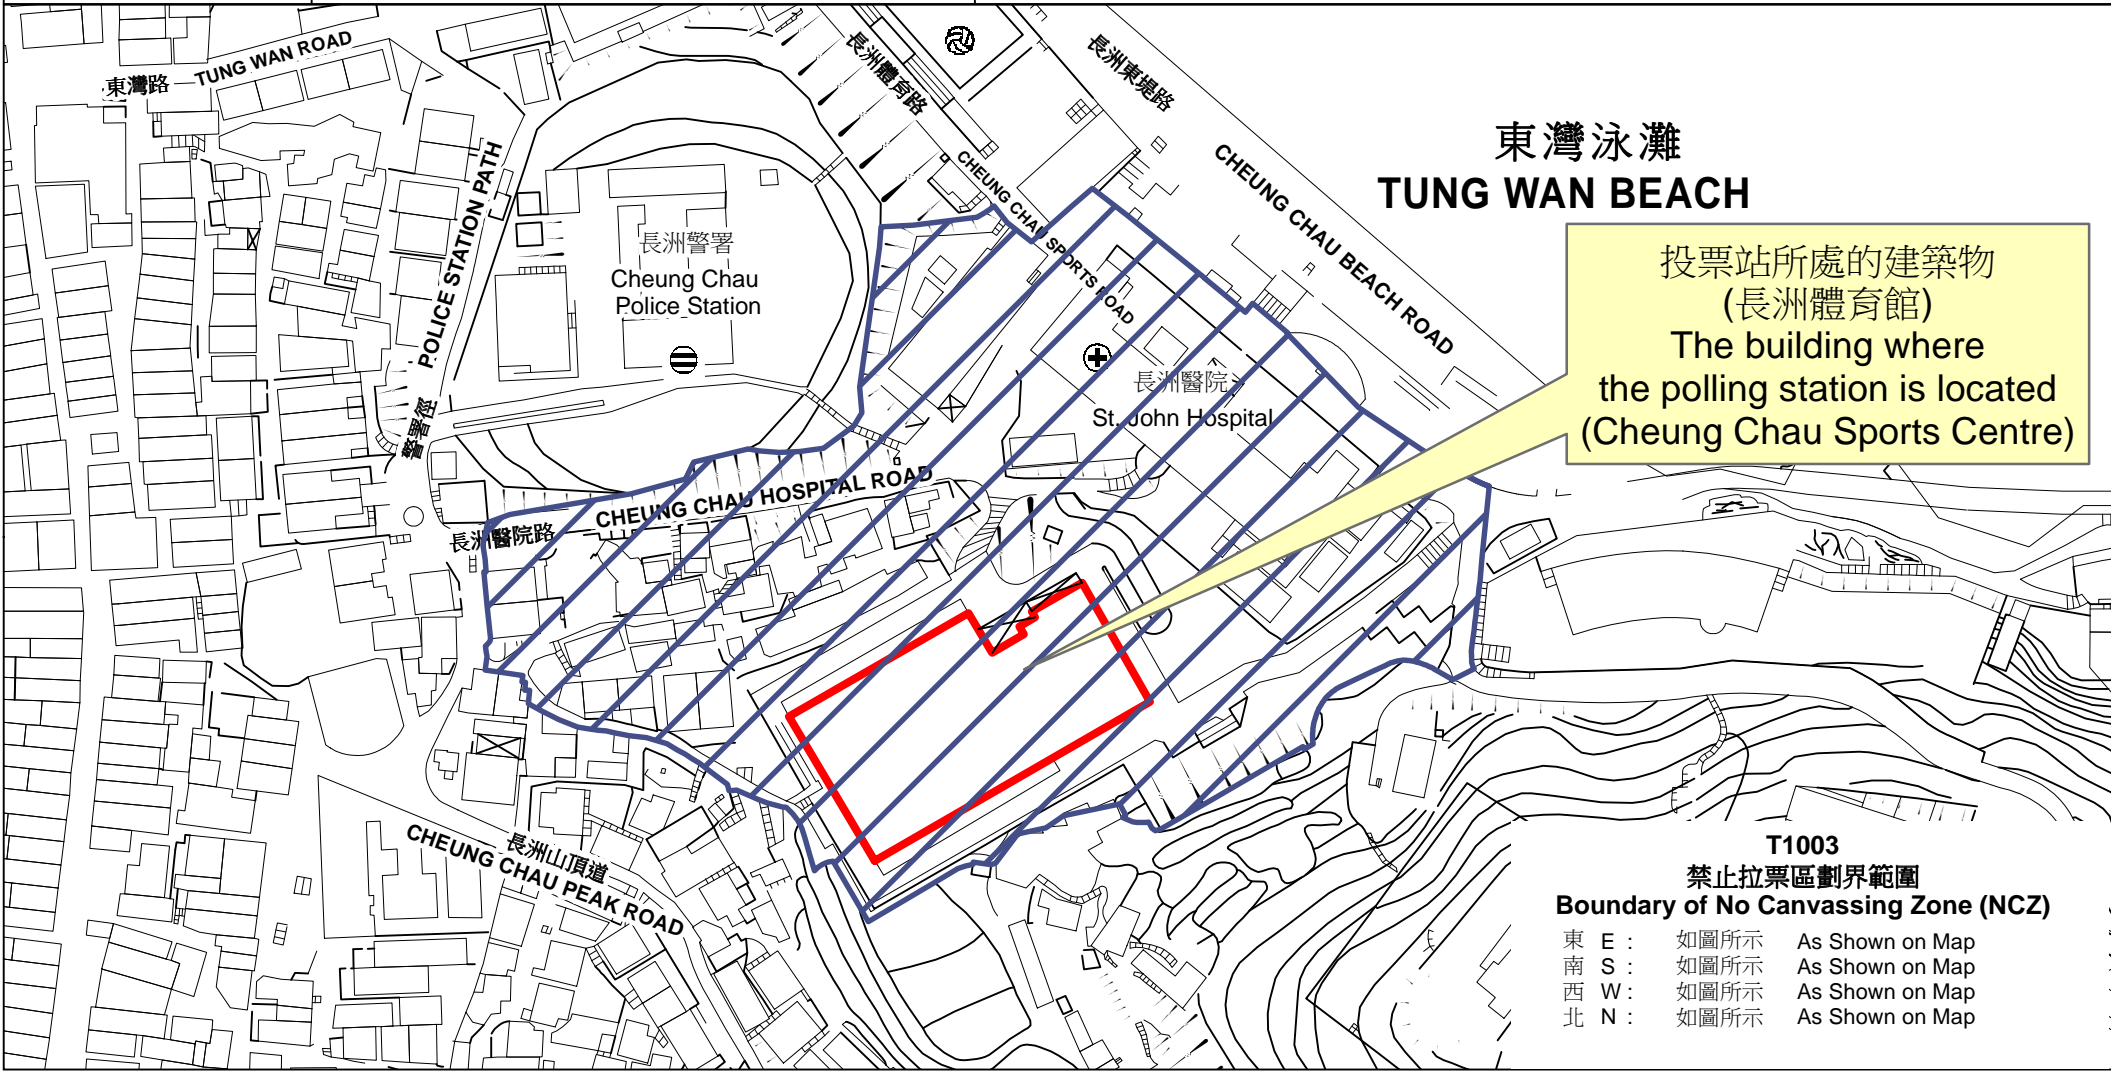 東灣路
TUNG WAN ROAD
長洲體育路
長洲東堤路
東灣泳灘
TUNG WAN BEACH
CHEUNG CHAU SPORTS ROAD
CHEUNG CHAU BEACH ROAD
POLICE STATION PATH
警署徑
長洲警署
Cheung Chau
Police Station
長洲醫院
St. John Hospital
投票站所處的建築物
(長洲體育館)
The building where
the polling station is located
(Cheung Chau Sports Centre)
CHEUNG CHAU HOSPITAL ROAD
長洲醫院路
長洲山頂道
CHEUNG CHAU PEAK ROAD
T1003
禁止拉票區劃界範圍
Boundary of No Canvassing Zone (NCZ)
東 E : 如圖所示 As Shown on Map
南 S : 如圖所示 As Shown on Map
西 W : 如圖所示 As Shown on Map
北 N : 如圖所示 As Shown on Map